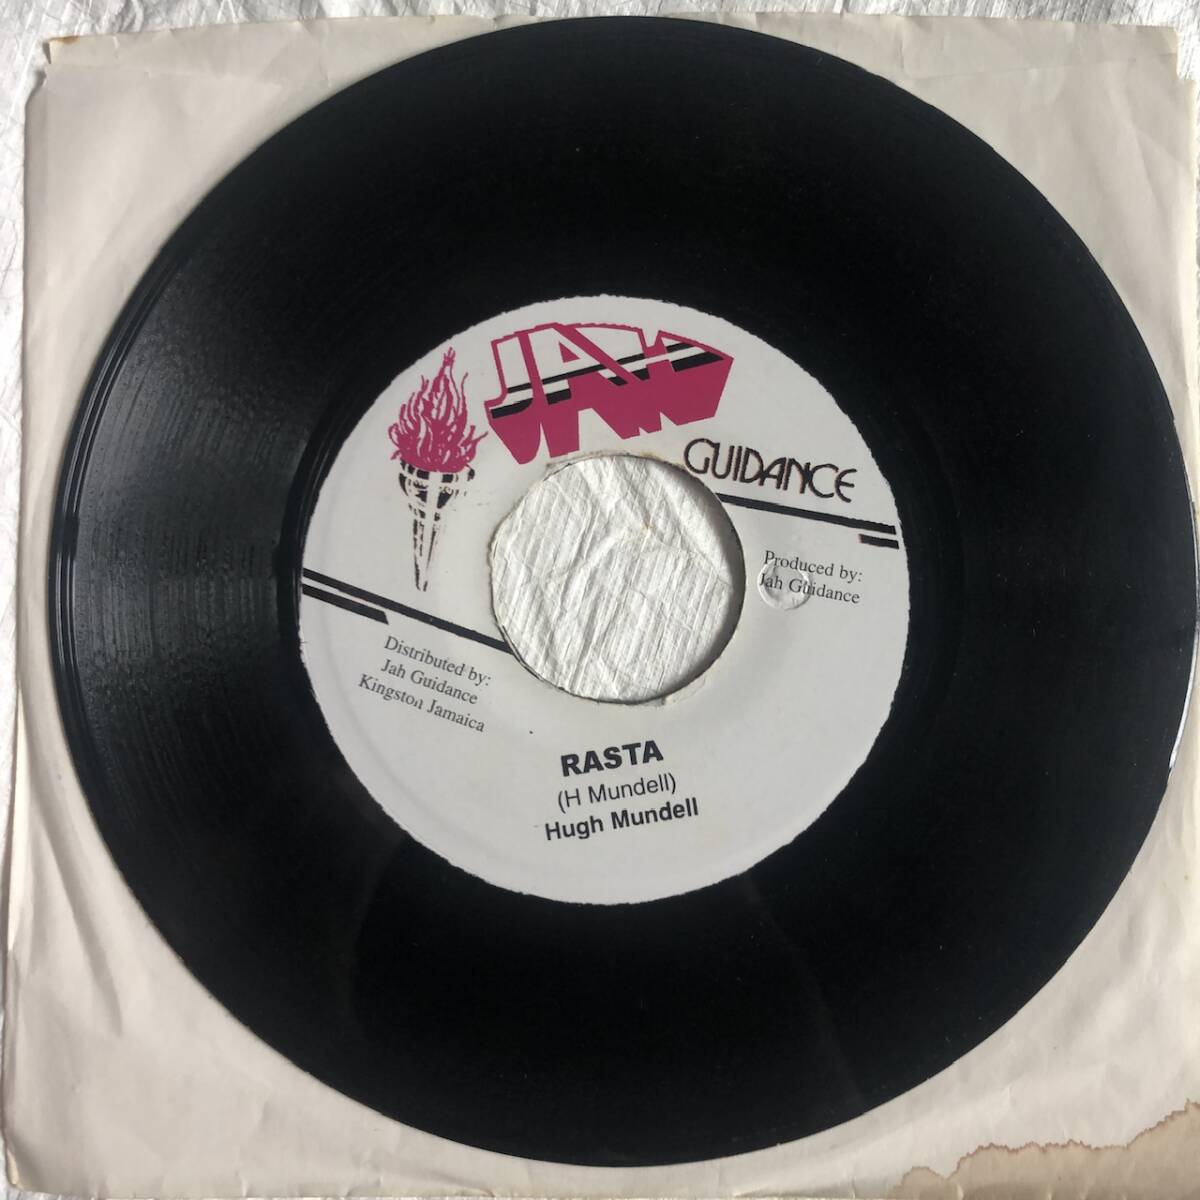 JAH
GUIDANCE
Produced by:
Jah Guidance
Distributed by:
Jah Guidance
Kingston Jamaica
RASTA
(H Mundell)
Hugh Mundell